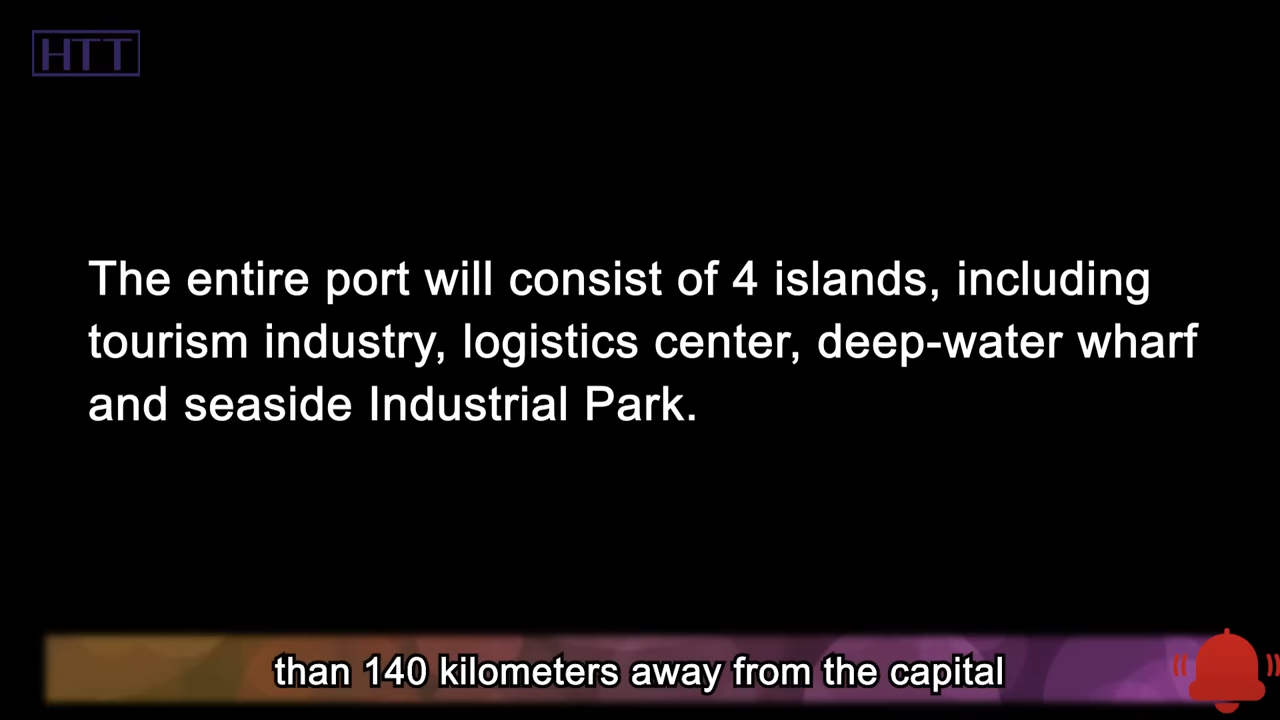 HTT
The entire port will consist of 4 islands, including
tourism industry, logistics center, deep-water wharf
and seaside Industrial Park.
than 140 kilometers away from the capital